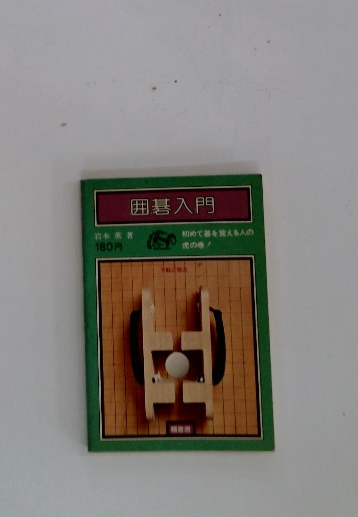 囲碁入門
岩本 薫 著
180円
初めて碁を覚える人の
虎の巻！